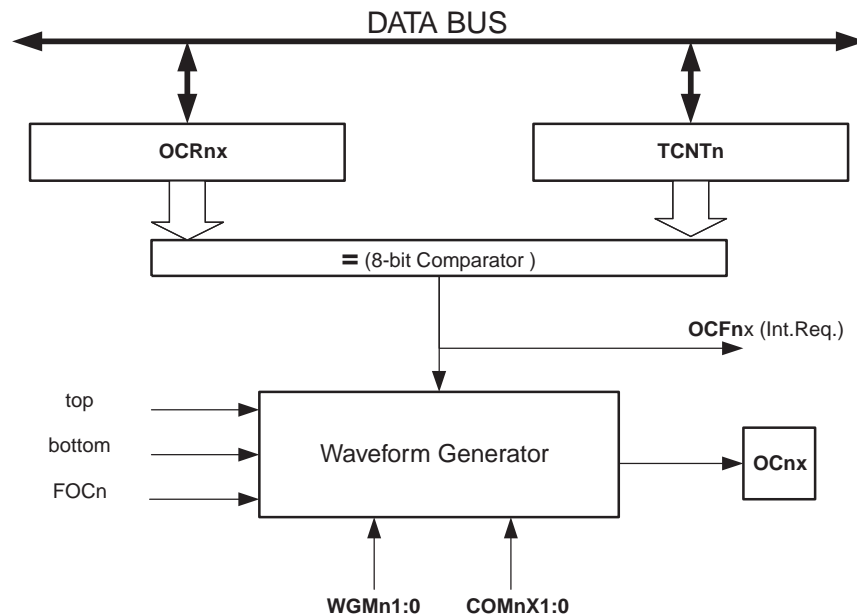 DATA BUS
OCRnx
TCNTn
= (8-bit Comparator )
OCFnx (Int.Req.)
top
bottom
FOCn
Waveform Generator
OCnx
WGMn1:0
COMnX1:0